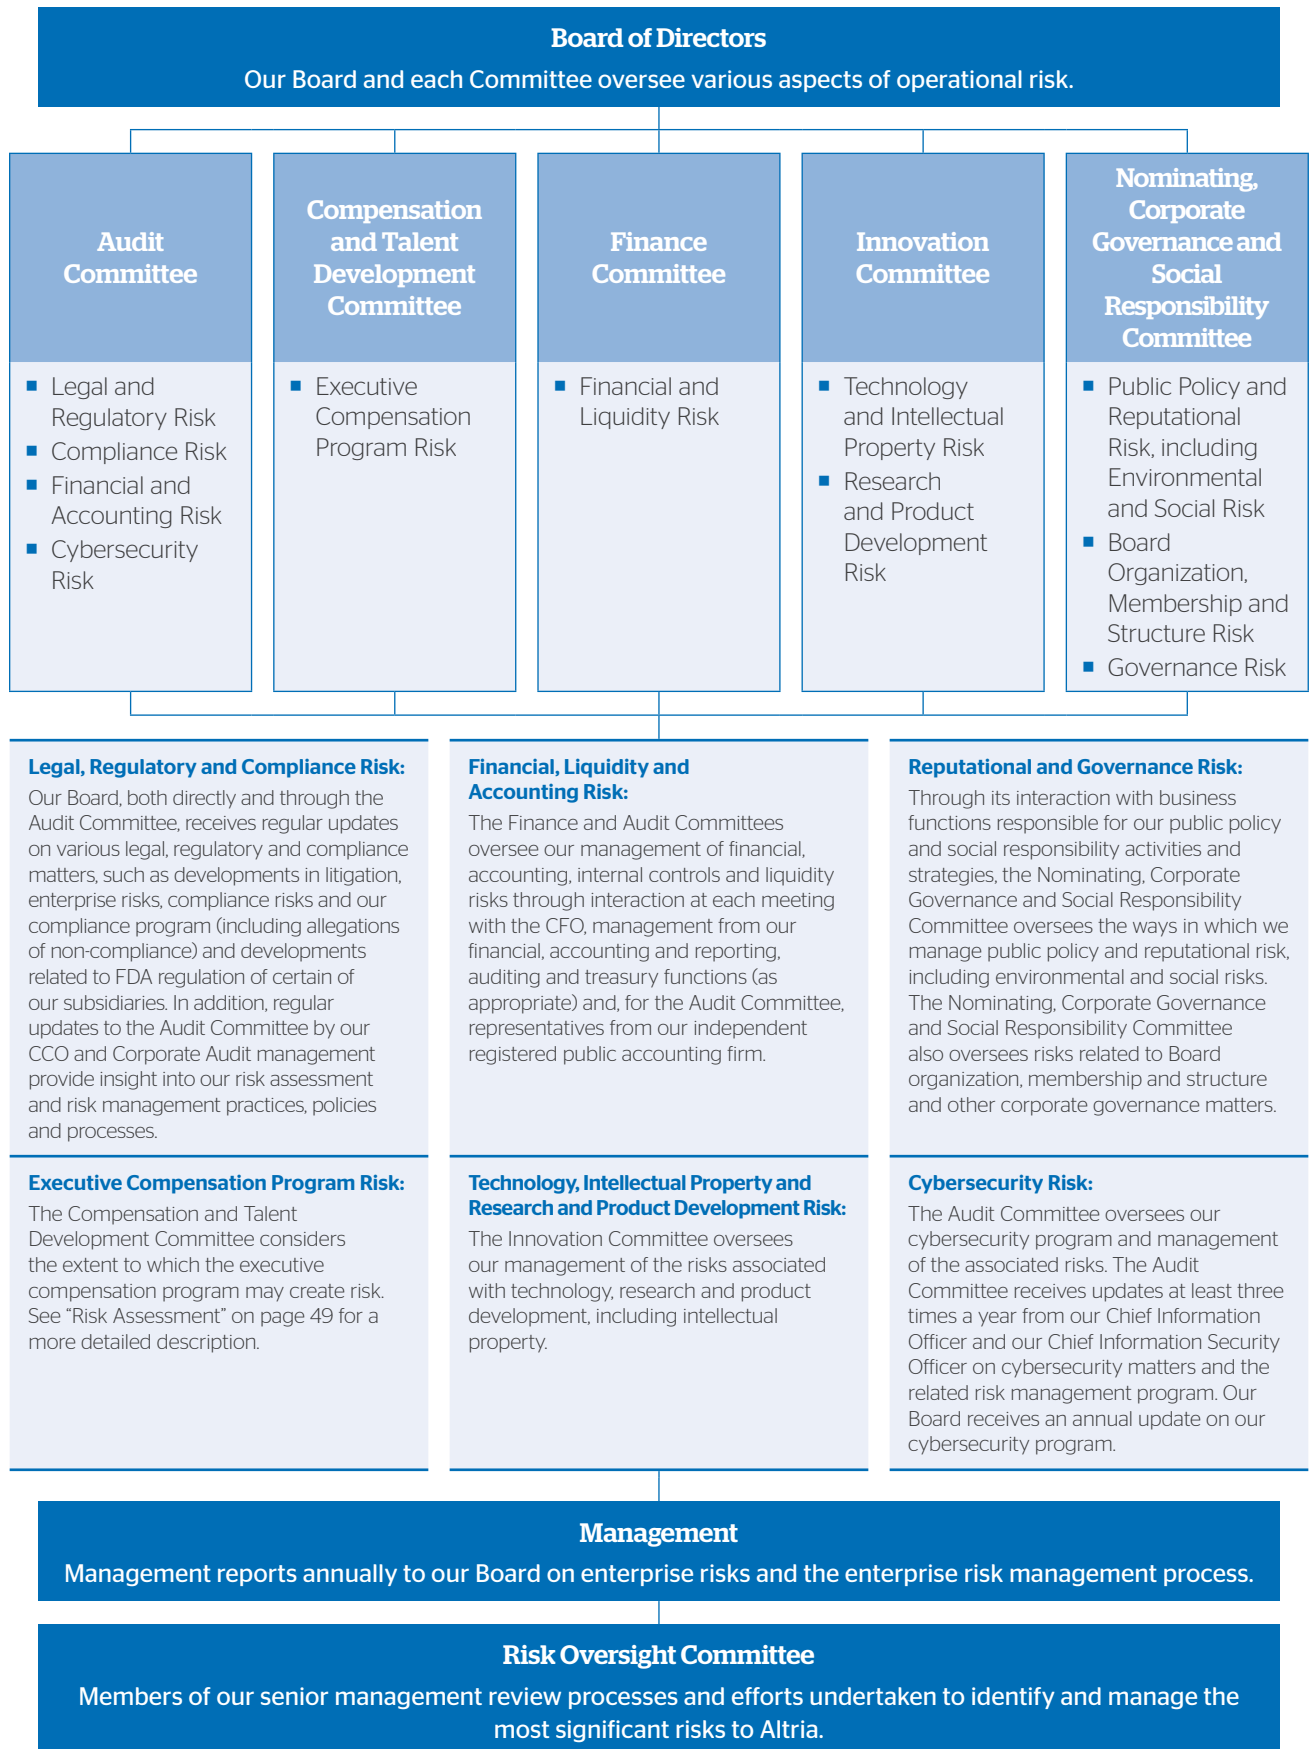 Board of Directors
Our Board and each Committee oversee various aspects of operational risk.
Audit
Committee
■ Legal and
Regulatory Risk
■ Compliance Risk
■ Financial and
Accounting Risk
■ Cybersecurity
Risk
Compensation
and Talent
Development
Committee
■ Executive
Compensation
Program Risk
Finance
Committee
■ Financial and
Liquidity Risk
Innovation
Committee
■ Technology
and Intellectual
Property Risk
■ Research
and Product
Development
Risk
Nominating,
Corporate
Governance and
Social
Responsibility
Committee
■ Public Policy and
Reputational
Risk, including
Environmental
and Social Risk
■ Board
Organization,
Membership and
Structure Risk
■ Governance Risk
Legal, Regulatory and Compliance Risk:
Our Board, both directly and through the
Audit Committee, receives regular updates
on various legal, regulatory and compliance
matters, such as developments in litigation,
enterprise risks, compliance risks and our
compliance program (including allegations
of non-compliance) and developments
related to FDA regulation of certain of
our subsidiaries. In addition, regular
updates to the Audit Committee by our
CCO and Corporate Audit management
provide insight into our risk assessment
and risk management practices, policies
and processes.
Financial, Liquidity and
Accounting Risk:
The Finance and Audit Committees
oversee our management of financial,
accounting, internal controls and liquidity
risks through interaction at each meeting
with the CFO, management from our
financial, accounting and reporting,
auditing and treasury functions (as
appropriate) and, for the Audit Committee,
representatives from our independent
registered public accounting firm.
Reputational and Governance Risk:
Through its interaction with business
functions responsible for our public policy
and social responsibility activities and
strategies, the Nominating, Corporate
Governance and Social Responsibility
Committee oversees the ways in which we
manage public policy and reputational risk,
including environmental and social risks.
The Nominating, Corporate Governance
and Social Responsibility Committee
also oversees risks related to Board
organization, membership and structure
and other corporate governance matters.
Executive Compensation Program Risk:
The Compensation and Talent
Development Committee considers
the extent to which the executive
compensation program may create risk.
See “Risk Assessment” on page 49 for a
more detailed description.
Technology, Intellectual Property and
Research and Product Development Risk:
The Innovation Committee oversees
our management of the risks associated
with technology, research and product
development, including intellectual
property.
Cybersecurity Risk:
The Audit Committee oversees our
cybersecurity program and management
of the associated risks. The Audit
Committee receives updates at least three
times a year from our Chief Information
Officer and our Chief Information Security
Officer on cybersecurity matters and the
related risk management program. Our
Board receives an annual update on our
cybersecurity program.
Management
Management reports annually to our Board on enterprise risks and the enterprise risk management process.
Risk Oversight Committee
Members of our senior management review processes and efforts undertaken to identify and manage the
most significant risks to Altria.